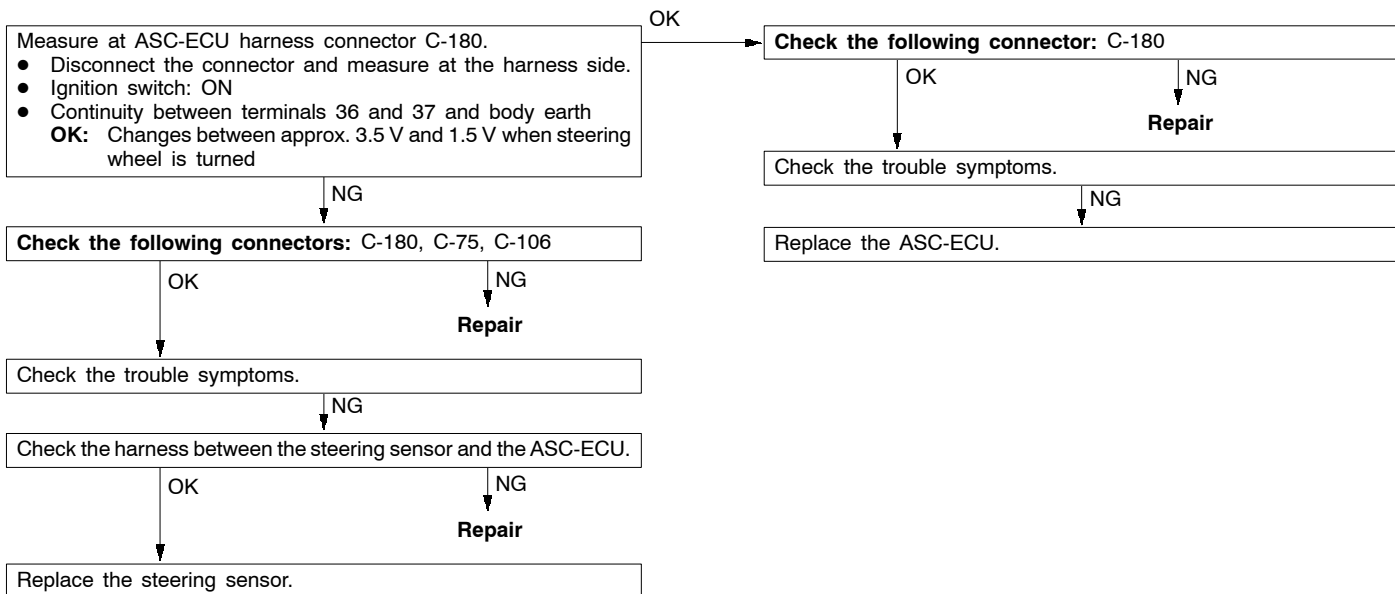 Measure at ASC-ECU harness connector C-180.
● Disconnect the connector and measure at the harness side.
● Ignition switch: ON
● Continuity between terminals 36 and 37 and body earth
OK: Changes between approx. 3.5 V and 1.5 V when steering
wheel is turned
OK
Check the following connector: C-180
OK
NG
Repair
Check the trouble symptoms.
NG
Replace the ASC-ECU.
NG
Check the following connectors: C-180, C-75, C-106
OK
NG
Repair
Check the trouble symptoms.
NG
Check the harness between the steering sensor and the ASC-ECU.
OK
NG
Repair
Replace the steering sensor.